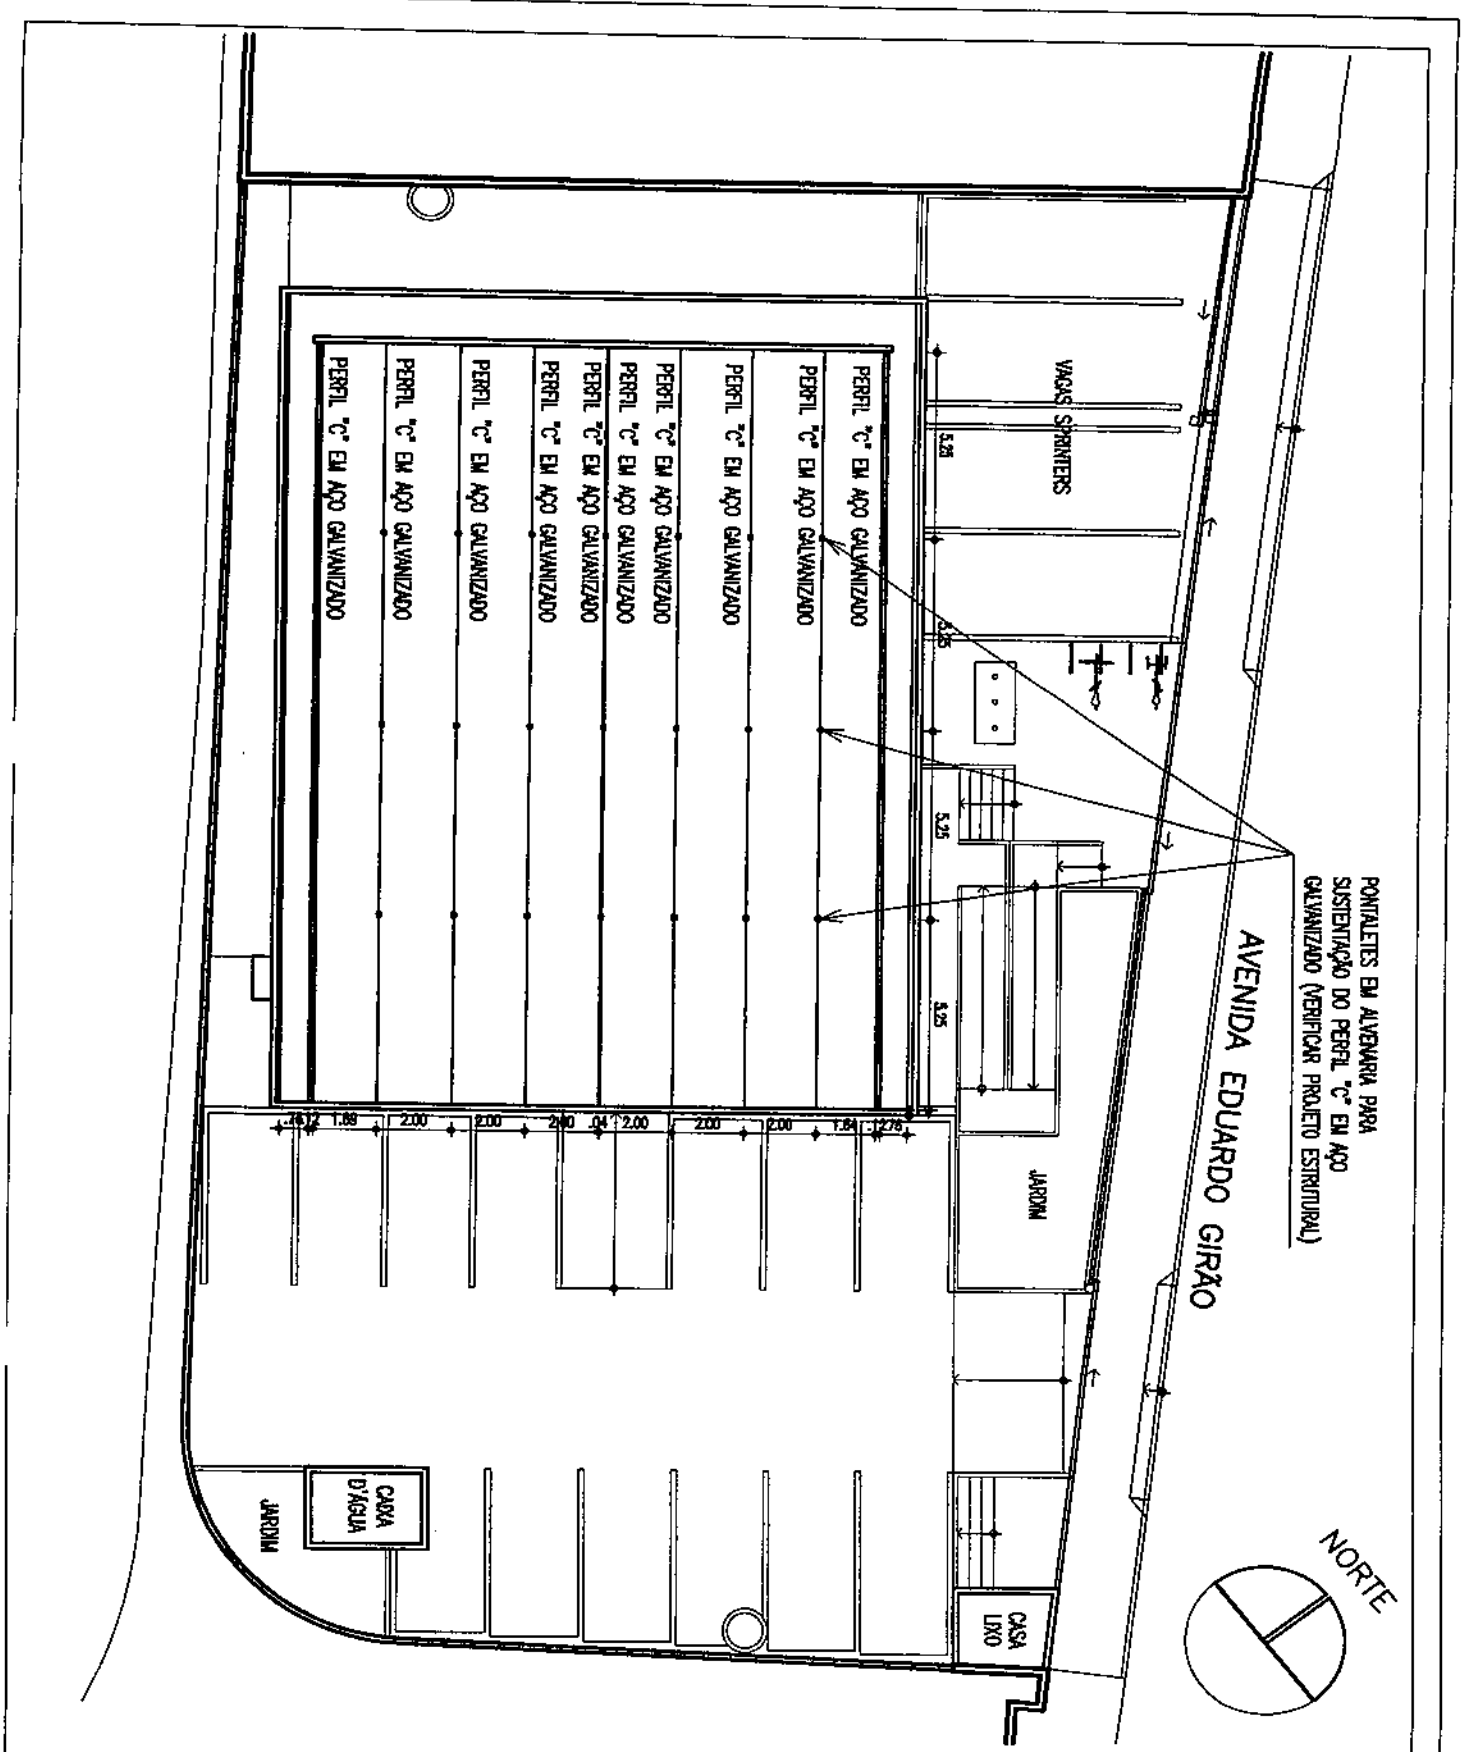 PONTALETES EM ALVENARIA PARA
SUSTENTAÇÃO DO PERFIL "C" EM AÇO
GALVANIZADO (VERIFICAR PROJETO ESTRUTURAL)
AVENIDA EDUARDO GIRÃO
NORTE
VAGAS SPRINTERS
5.25
5.25
5.25
5.25
JARDIM
CASA
LIXO
PERFIL "C" EM AÇO GALVANIZADO
PERFIL "C" EM AÇO GALVANIZADO
PERFIL "C" EM AÇO GALVANIZADO
PERFIL "C" EM AÇO GALVANIZADO
PERFIL "C" EM AÇO GALVANIZADO
PERFIL "C" EM AÇO GALVANIZADO
PERFIL "C" EM AÇO GALVANIZADO
PERFIL "C" EM AÇO GALVANIZADO
PERFIL "C" EM AÇO GALVANIZADO
PERFIL "C" EM AÇO GALVANIZADO
.12
1.69
2.00
2.00
2.00
.04
2.00
2.00
2.00
1.64
.12
.76
CAIXA
D'ÁGUA
JARDIM